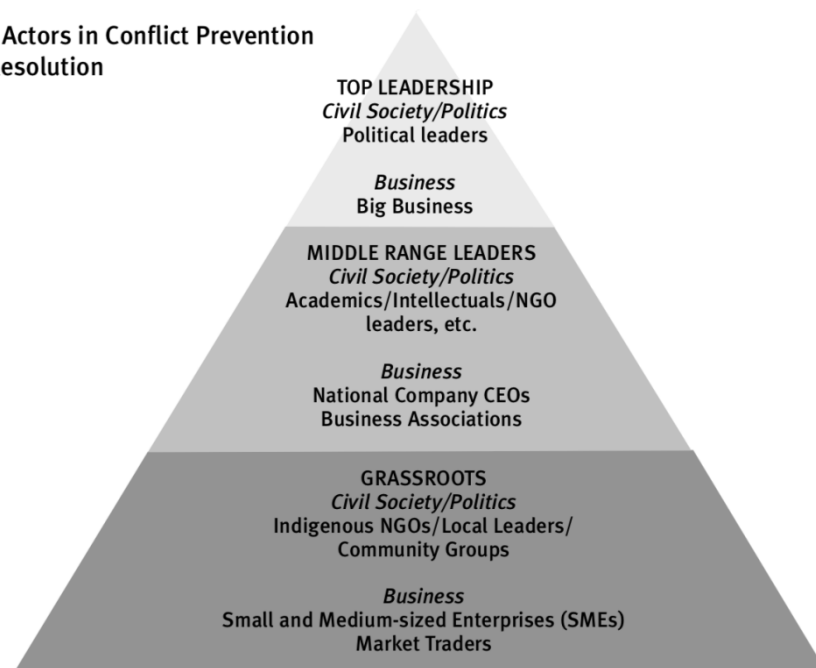 Actors in Conflict Prevention
esolution
TOP LEADERSHIP
Civil Society/Politics
Political leaders
Business
Big Business
MIDDLE RANGE LEADERS
Civil Society/Politics
Academics/Intellectuals/NGO
leaders, etc.
Business
National Company CEOs
Business Associations
GRASSROOTS
Civil Society/Politics
Indigenous NGOs/Local Leaders/
Community Groups
Business
Small and Medium-sized Enterprises (SMEs)
Market Traders